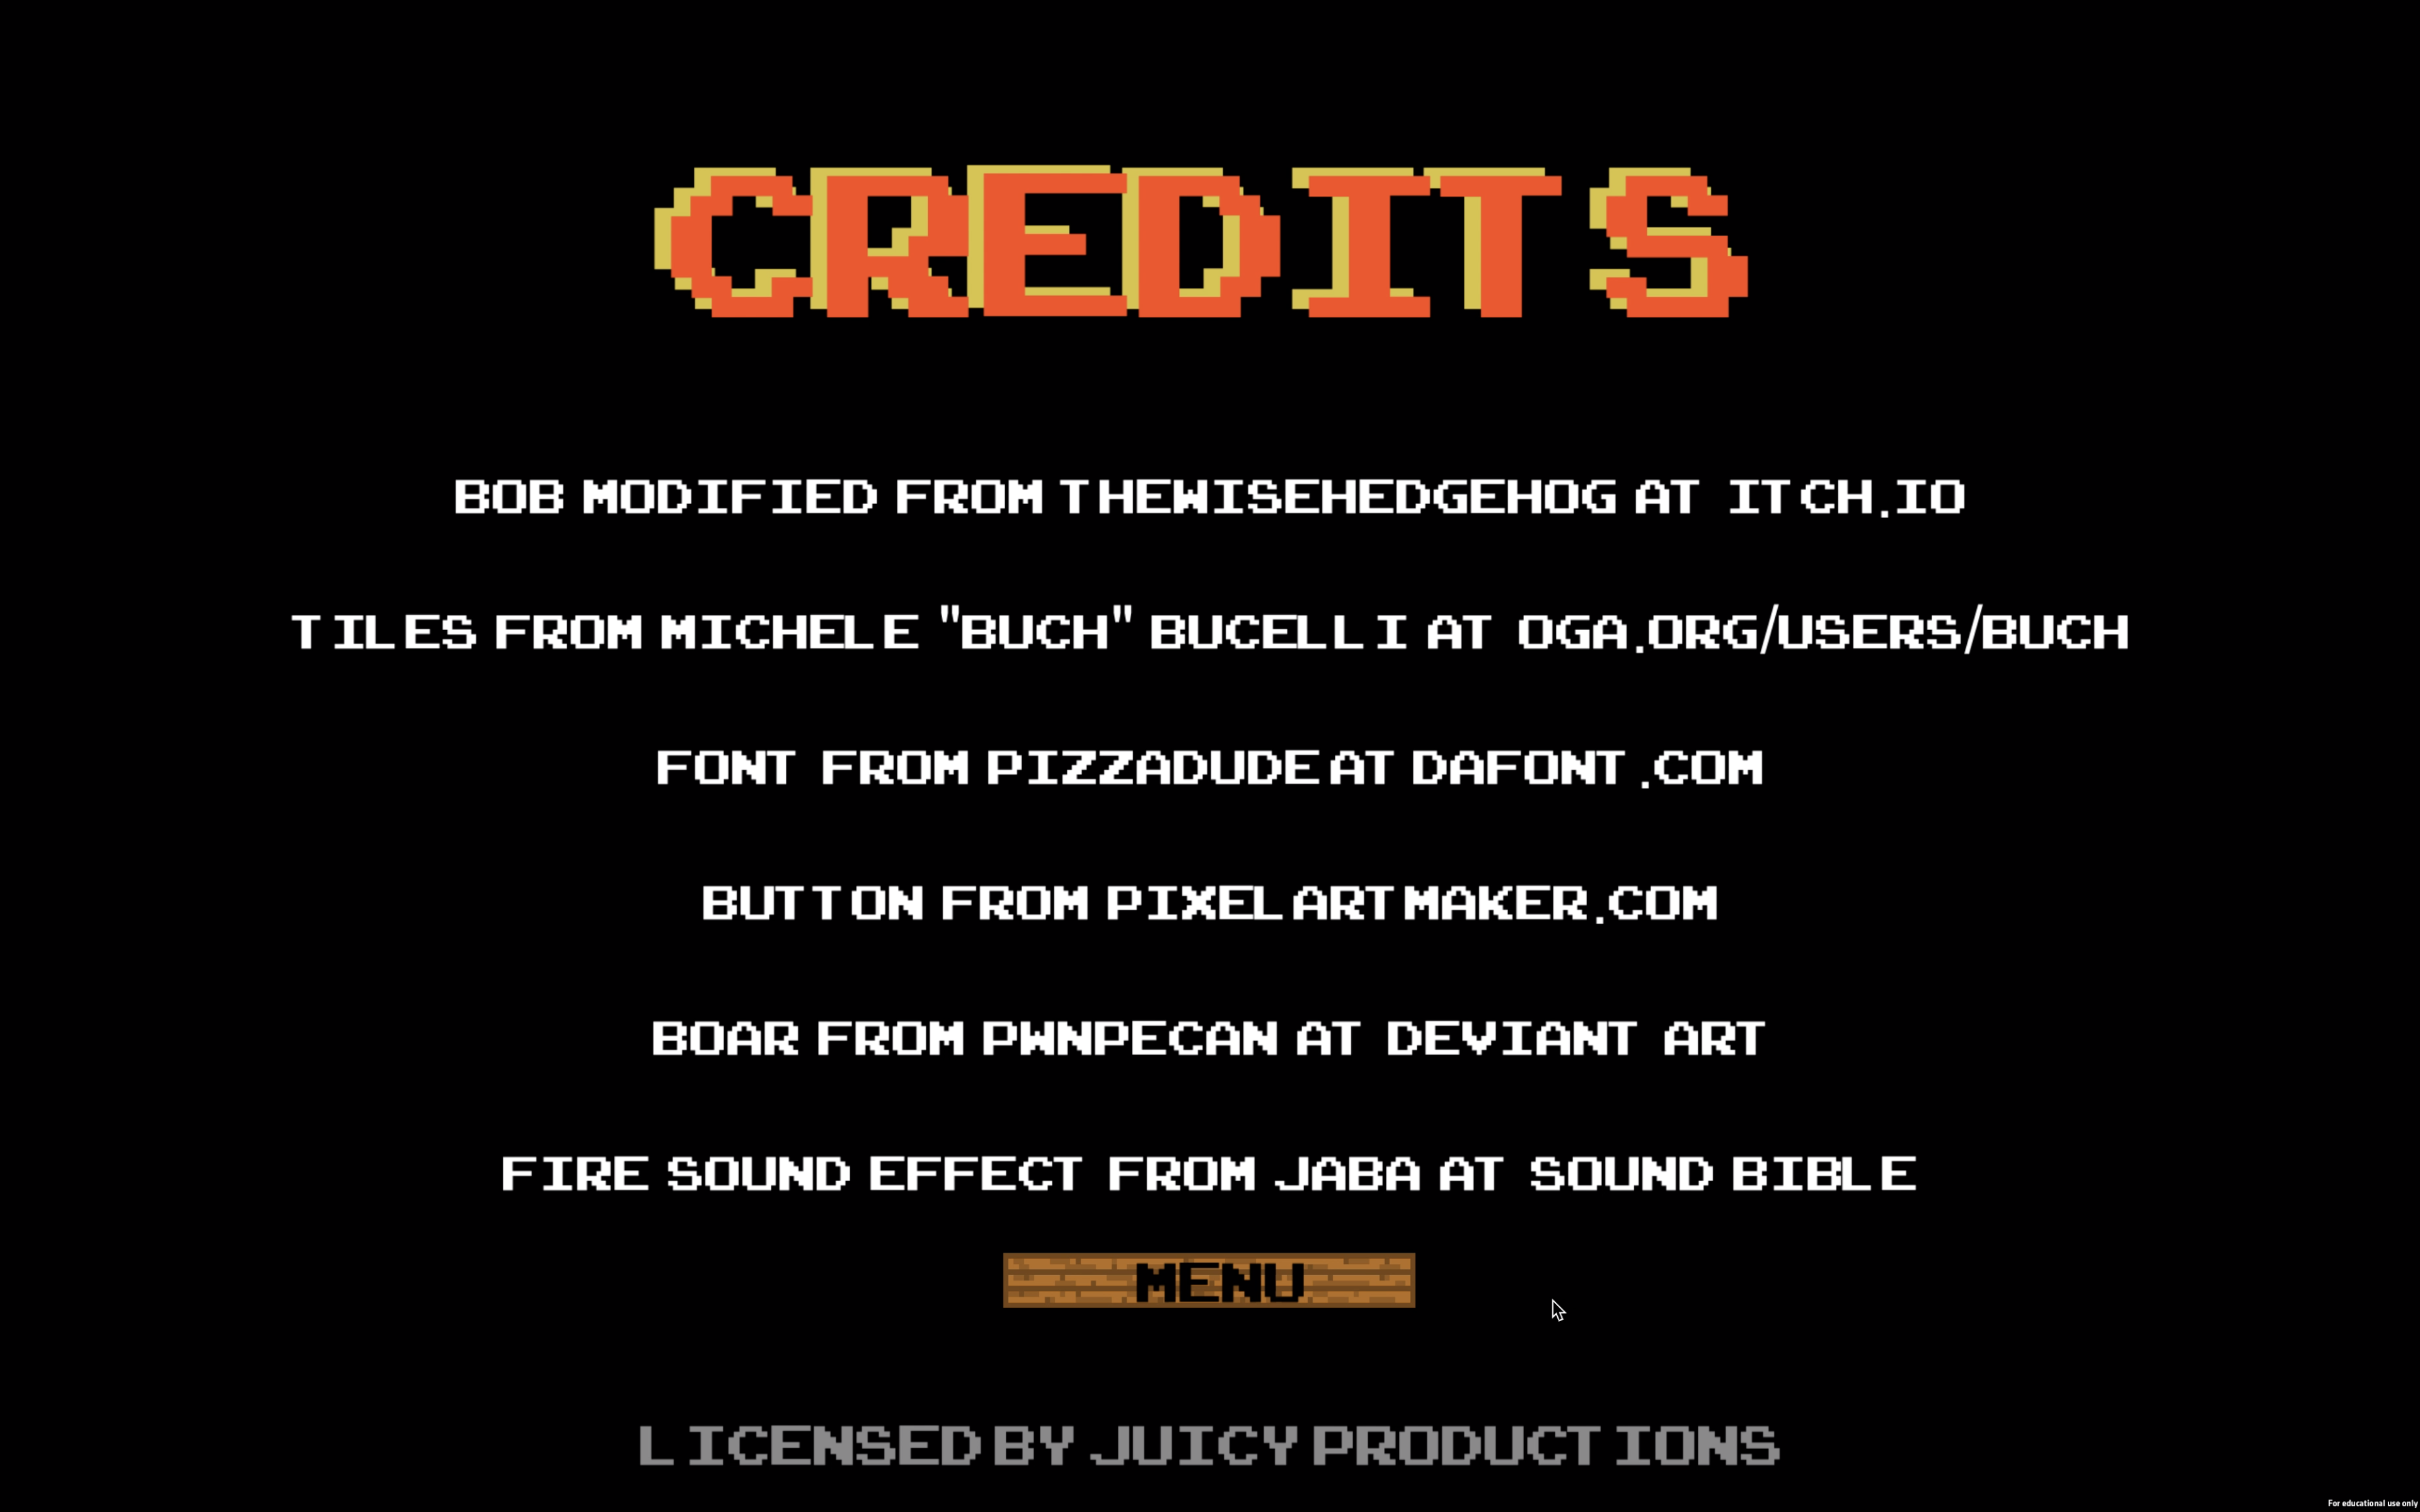 CREDITS
BOB MODIFIED FROM THEWISEHEDGEHOG AT ITCH.IO
TILES FROM MICHELE "BUCH" BUCELLI AT OGA.ORG/USERS/BUCH
FONT FROM PIZZADUDE AT DAFONT.COM
BUTTON FROM PIXELARTMAKER.COM
BOAR FROM PWNPECAN AT DEVIANT ART
FIRE SOUND EFFECT FROM JABA AT SOUND BIBLE
MENU
LICENSED BY JUICY PRODUCTIONS
For educational use only